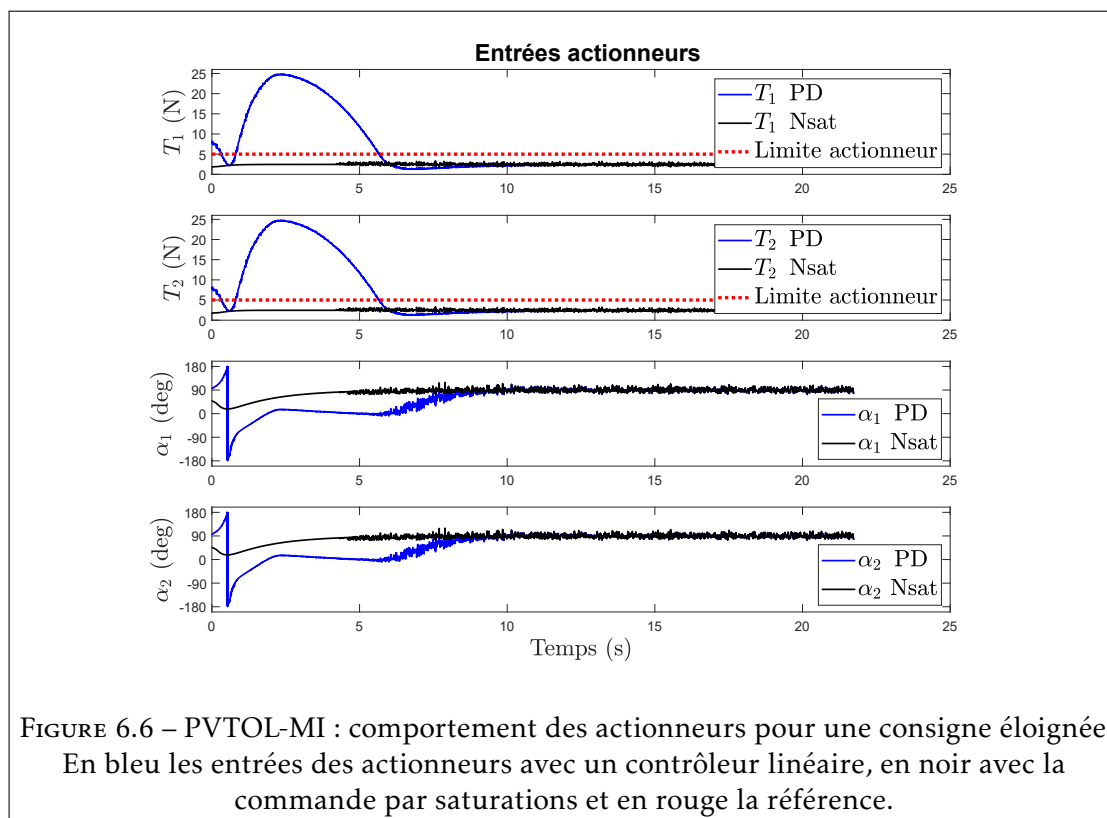 Entrées actionneurs
T₁ (N)
25
20
15
10
5
0
T₁ PD
T₁ Nsat
Limite actionneur
0 5 10 15 20 25
T₂ (N)
25
20
15
10
5
0
T₂ PD
T₂ Nsat
Limite actionneur
0 5 10 15 20 25
α₁ (deg)
180
90
0
-90
-180
α₁ PD
α₁ Nsat
0 5 10 15 20 25
α₂ (deg)
180
90
0
-90
-180
α₂ PD
α₂ Nsat
0 5 10 15 20 25
Temps (s)
Figure 6.6 – PVTOL-MI : comportement des actionneurs pour une consigne éloignée
En bleu les entrées des actionneurs avec un contrôleur linéaire, en noir avec la
commande par saturations et en rouge la référence.